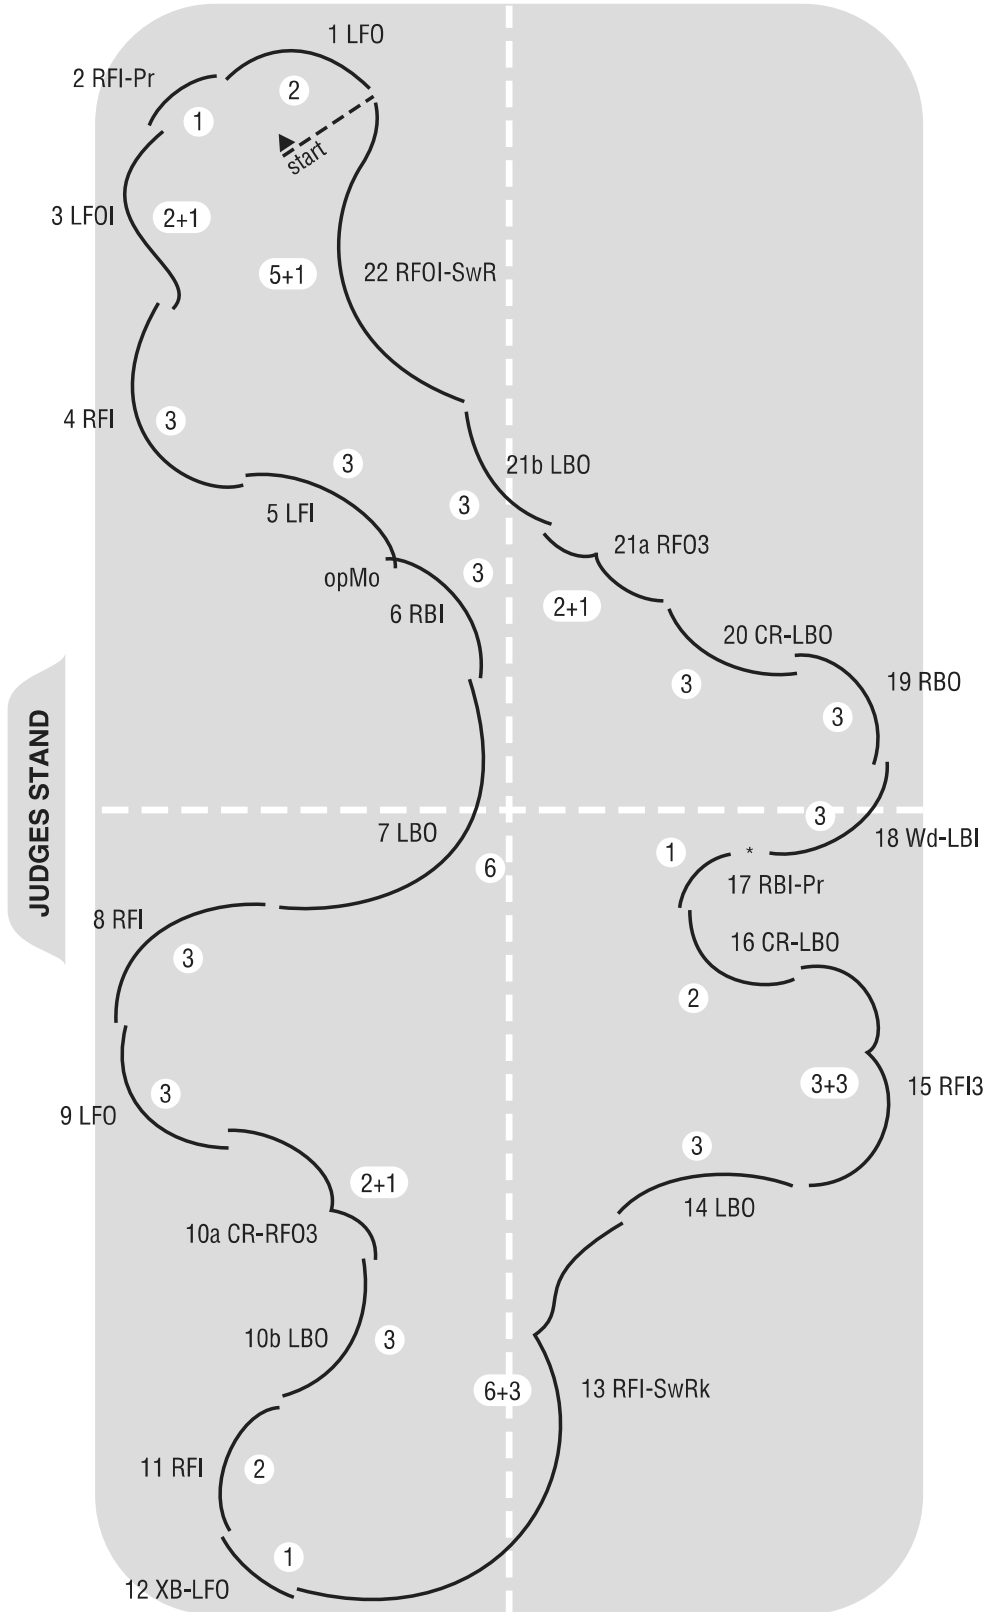 1 LFO
2
2 RFI-Pr
1
start
3 LFOI
2+1
5+1
22 RFOI-SwR
4 RFI
3
3
5 LFI
opMo
3
6 RBI
21b LBO
3
21a RFO3
2+1
20 CR-LBO
3
19 RBO
3
JUDGES STAND
7 LBO
6
3
18 Wd-LBI
*
1
17 RBI-Pr
8 RFI
3
16 CR-LBO
2
9 LFO
3
3+3
15 RFI3
3
14 LBO
2+1
10a CR-RFO3
10b LBO
3
6+3
13 RFI-SwRk
11 RFI
2
1
12 XB-LFO